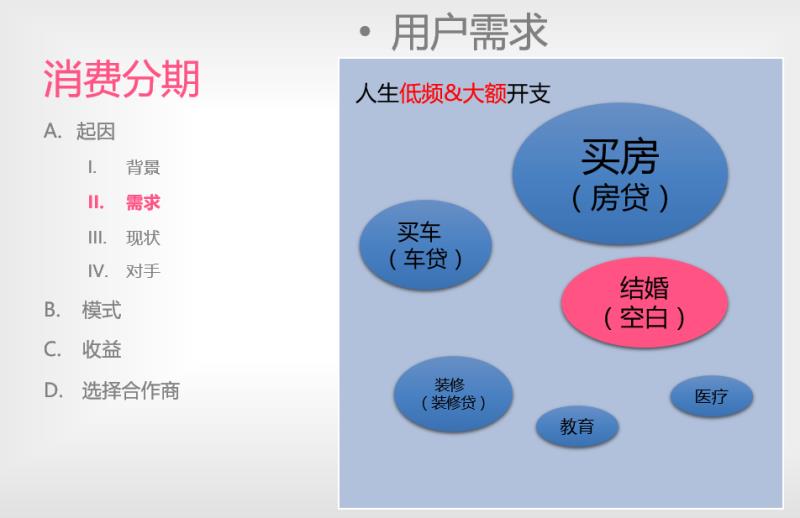 消费分期
A. 起因
I. 背景
II. 需求
III. 现状
IV. 对手
B. 模式
C. 收益
D. 选择合作商
• 用户需求
人生低频&大额开支
买房
（房贷）
买车
（车贷）
结婚
（空白）
装修
（装修贷）
教育
医疗